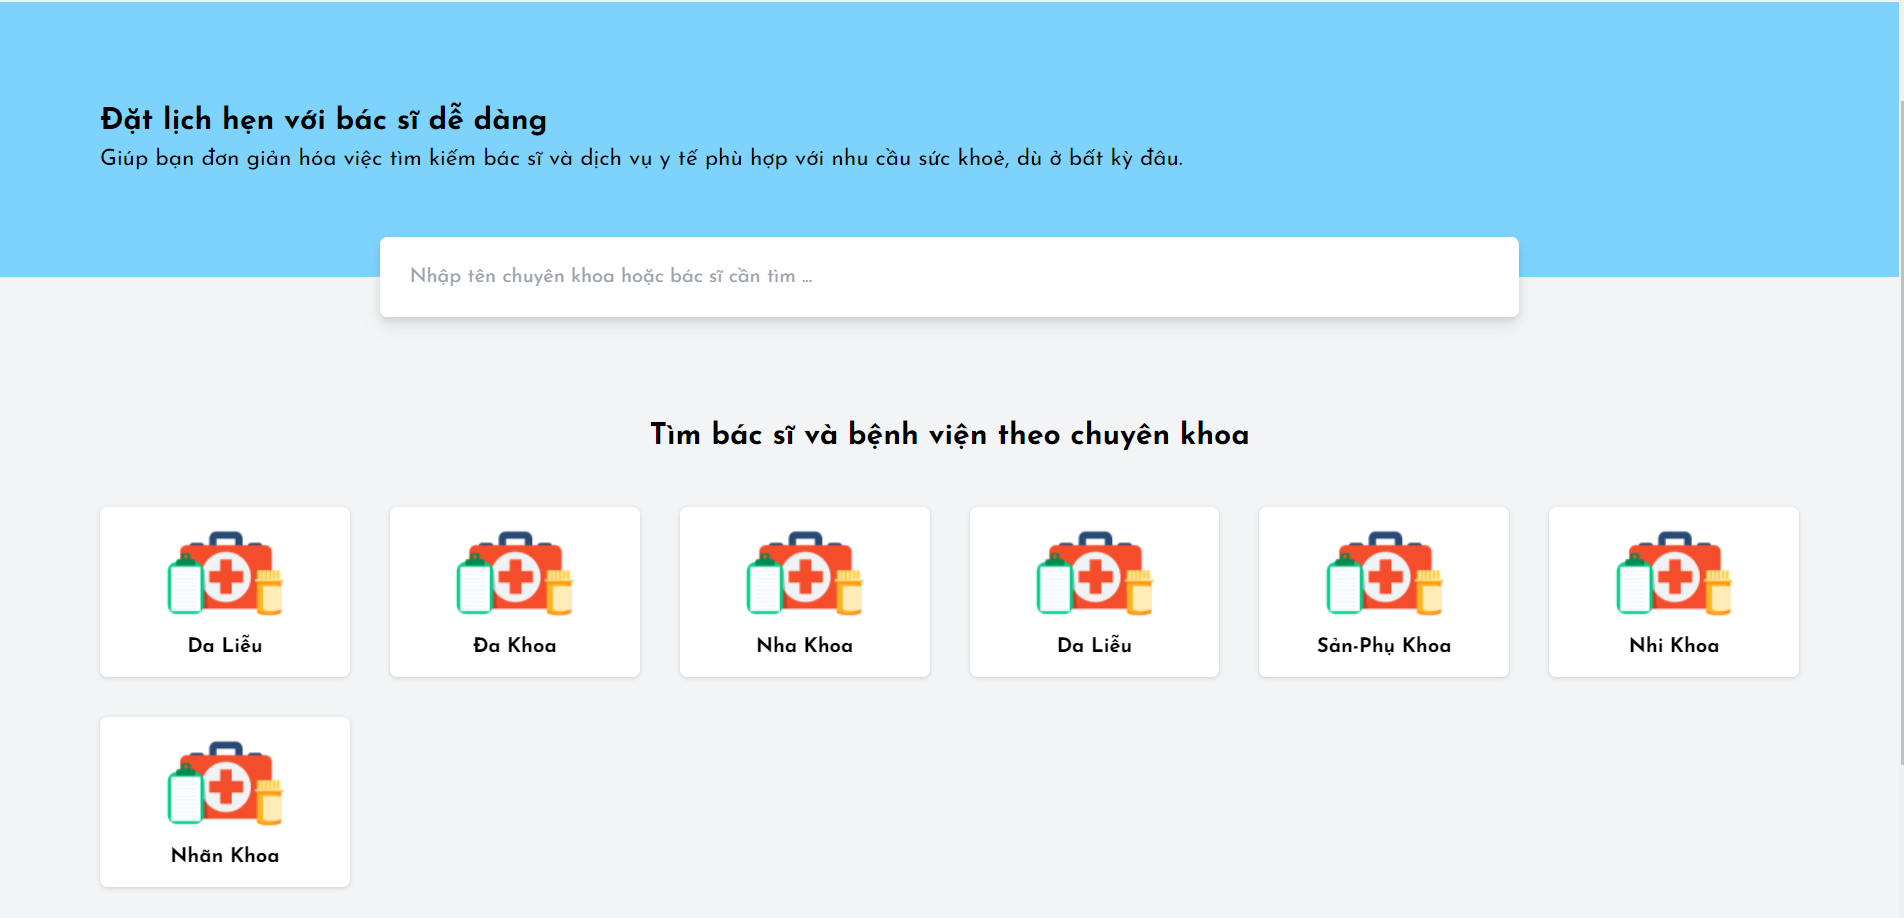 Đặt lịch hẹn với bác sĩ dễ dàng
Giúp bạn đơn giản hóa việc tìm kiếm bác sĩ và dịch vụ y tế phù hợp với nhu cầu sức khoẻ, dù ở bất kỳ đâu.
Nhập tên chuyên khoa hoặc bác sĩ cần tìm ...
Tìm bác sĩ và bệnh viện theo chuyên khoa
Da Liễu
Đa Khoa
Nha Khoa
Da Liễu
Sản-Phụ Khoa
Nhi Khoa
Nhãn Khoa